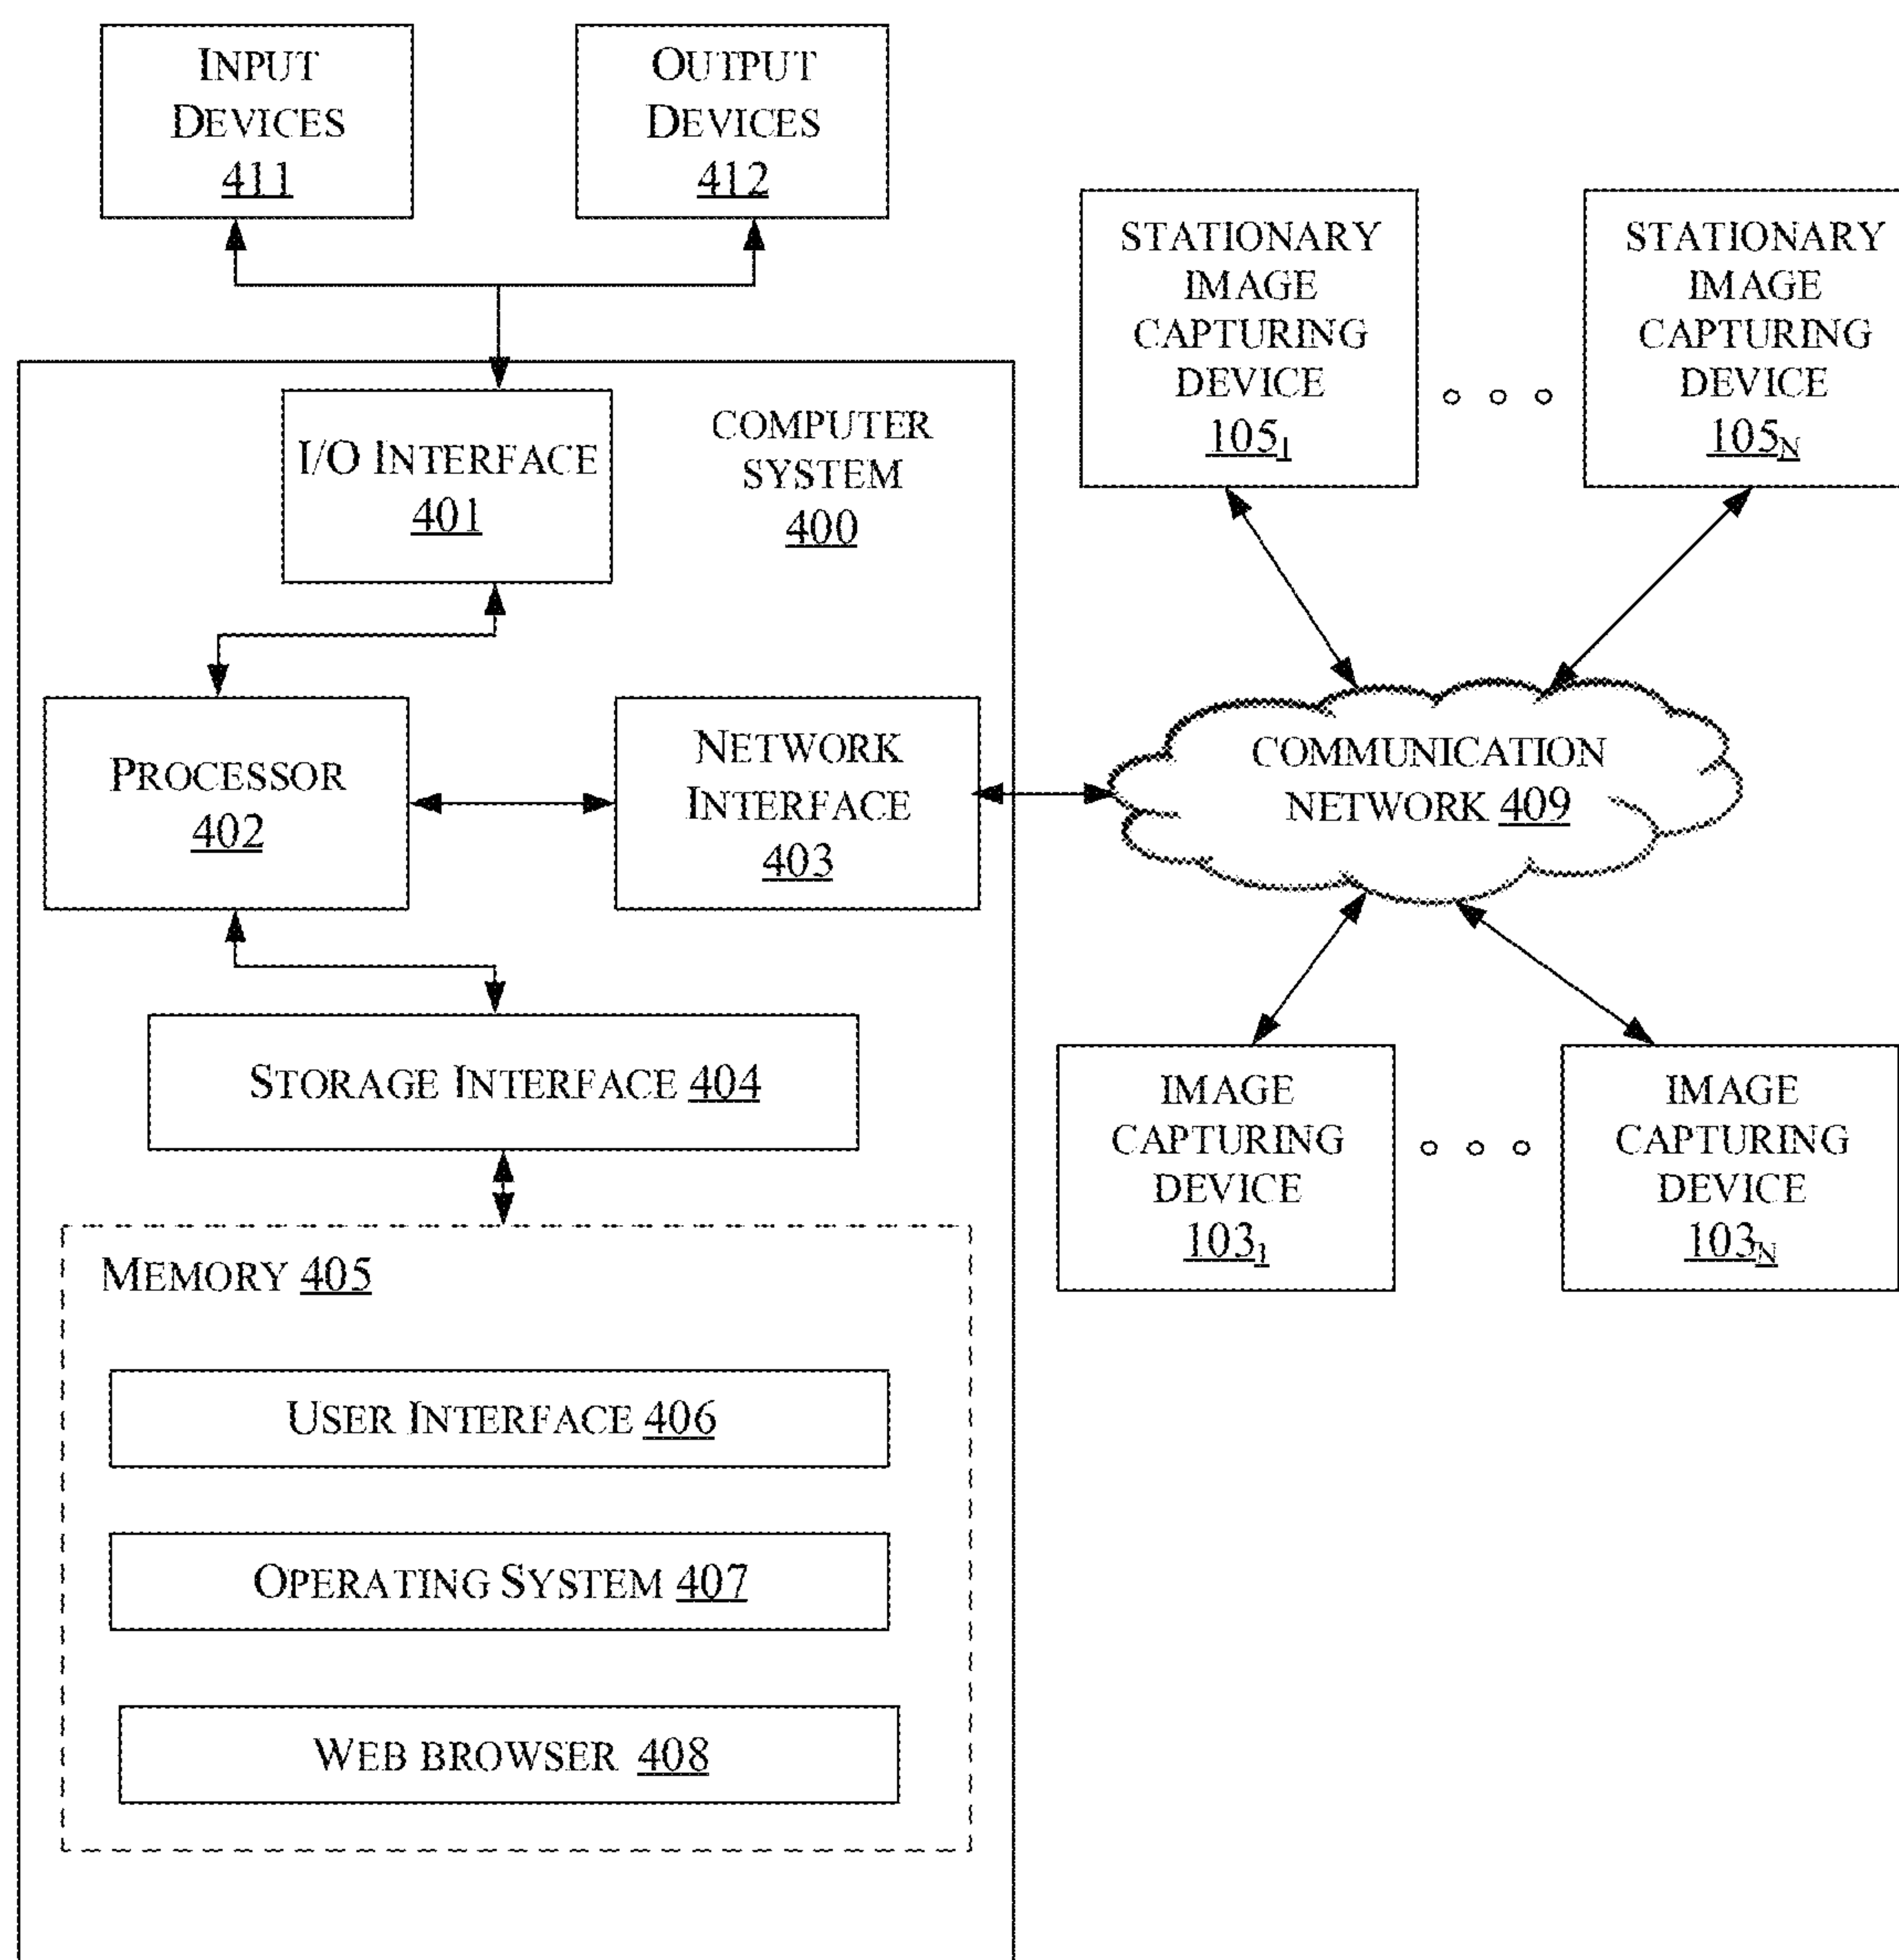 INPUT
DEVICES
411
OUTPUT
DEVICES
412
STATIONARY
IMAGE
CAPTURING
DEVICE
105₁
STATIONARY
IMAGE
CAPTURING
DEVICE
105_N
I/O INTERFACE
401
COMPUTER
SYSTEM
400
PROCESSOR
402
NETWORK
INTERFACE
403
COMMUNICATION
NETWORK 409
STORAGE INTERFACE 404
IMAGE
CAPTURING
DEVICE
103₁
IMAGE
CAPTURING
DEVICE
103_N
MEMORY 405
USER INTERFACE 406
OPERATING SYSTEM 407
WEB BROWSER 408